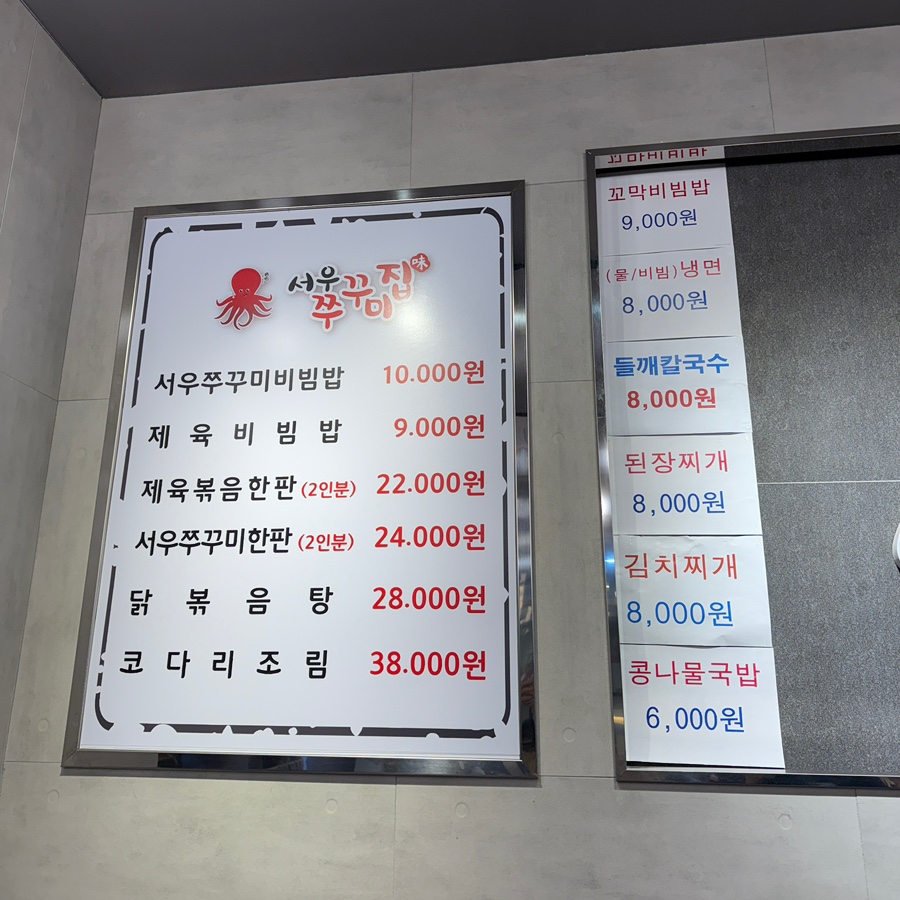 서우
쭈꾸미집
味
서우쭈꾸미비빔밥 10.000원
제육비빔밥 9.000원
제육볶음한판 (2인분) 22.000원
서우쭈꾸미한판 (2인분) 24.000원
닭볶음탕 28.000원
코다리조림 38.000원
꼬막비빔밥
9,000원
(물/비빔)냉면
8,000원
들깨칼국수
8,000원
된장찌개
8,000원
김치찌개
8,000원
콩나물국밥
6,000원